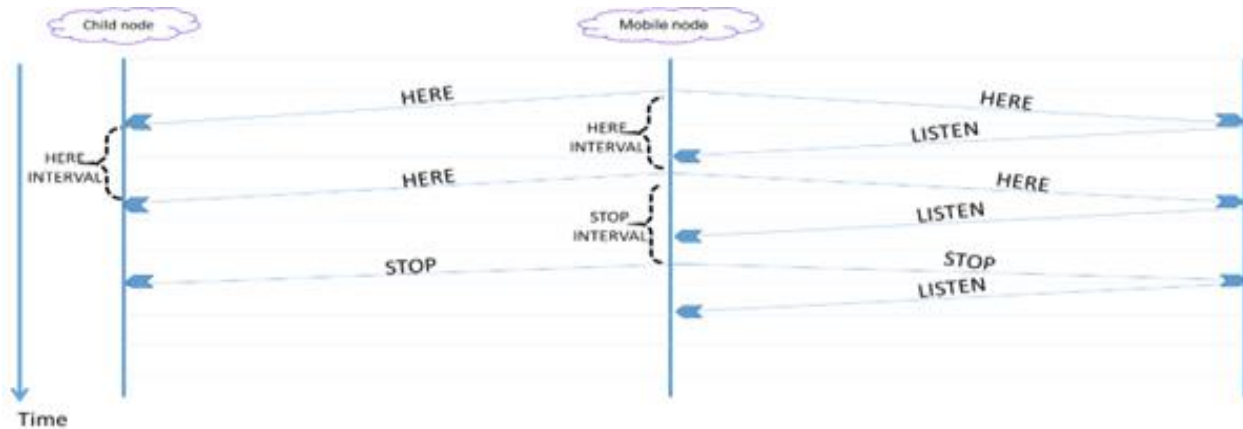 Child node
Mobile node
HERE
HERE
HERE
INTERVAL
LISTEN
HERE
INTERVAL
HERE
HERE
STOP
INTERVAL
LISTEN
STOP
STOP
LISTEN
Time